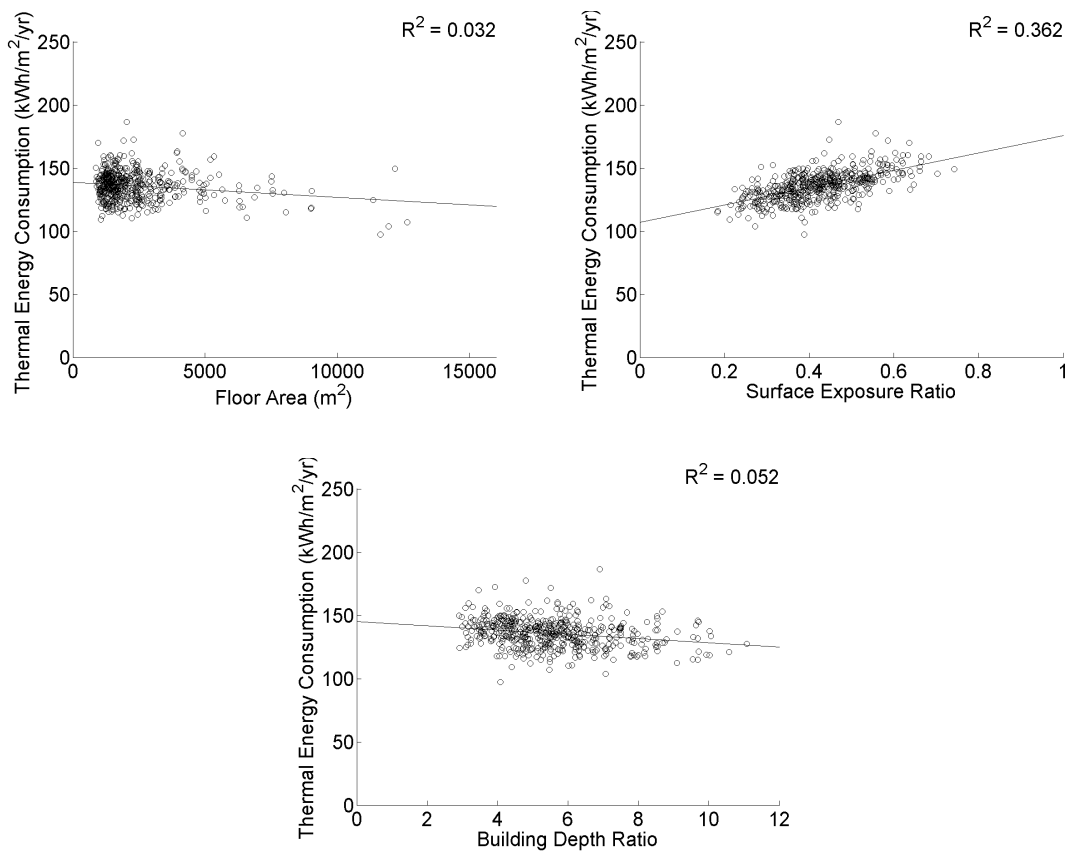 R² = 0.032
Thermal Energy Consumption (kWh/m²/yr)
250
200
150
100
50
0
0 5000 10000 15000
Floor Area (m²)
R² = 0.362
Thermal Energy Consumption (kWh/m²/yr)
250
200
150
100
50
0
0 0.2 0.4 0.6 0.8 1
Surface Exposure Ratio
R² = 0.052
Thermal Energy Consumption (kWh/m²/yr)
250
200
150
100
50
0
0 2 4 6 8 10 12
Building Depth Ratio